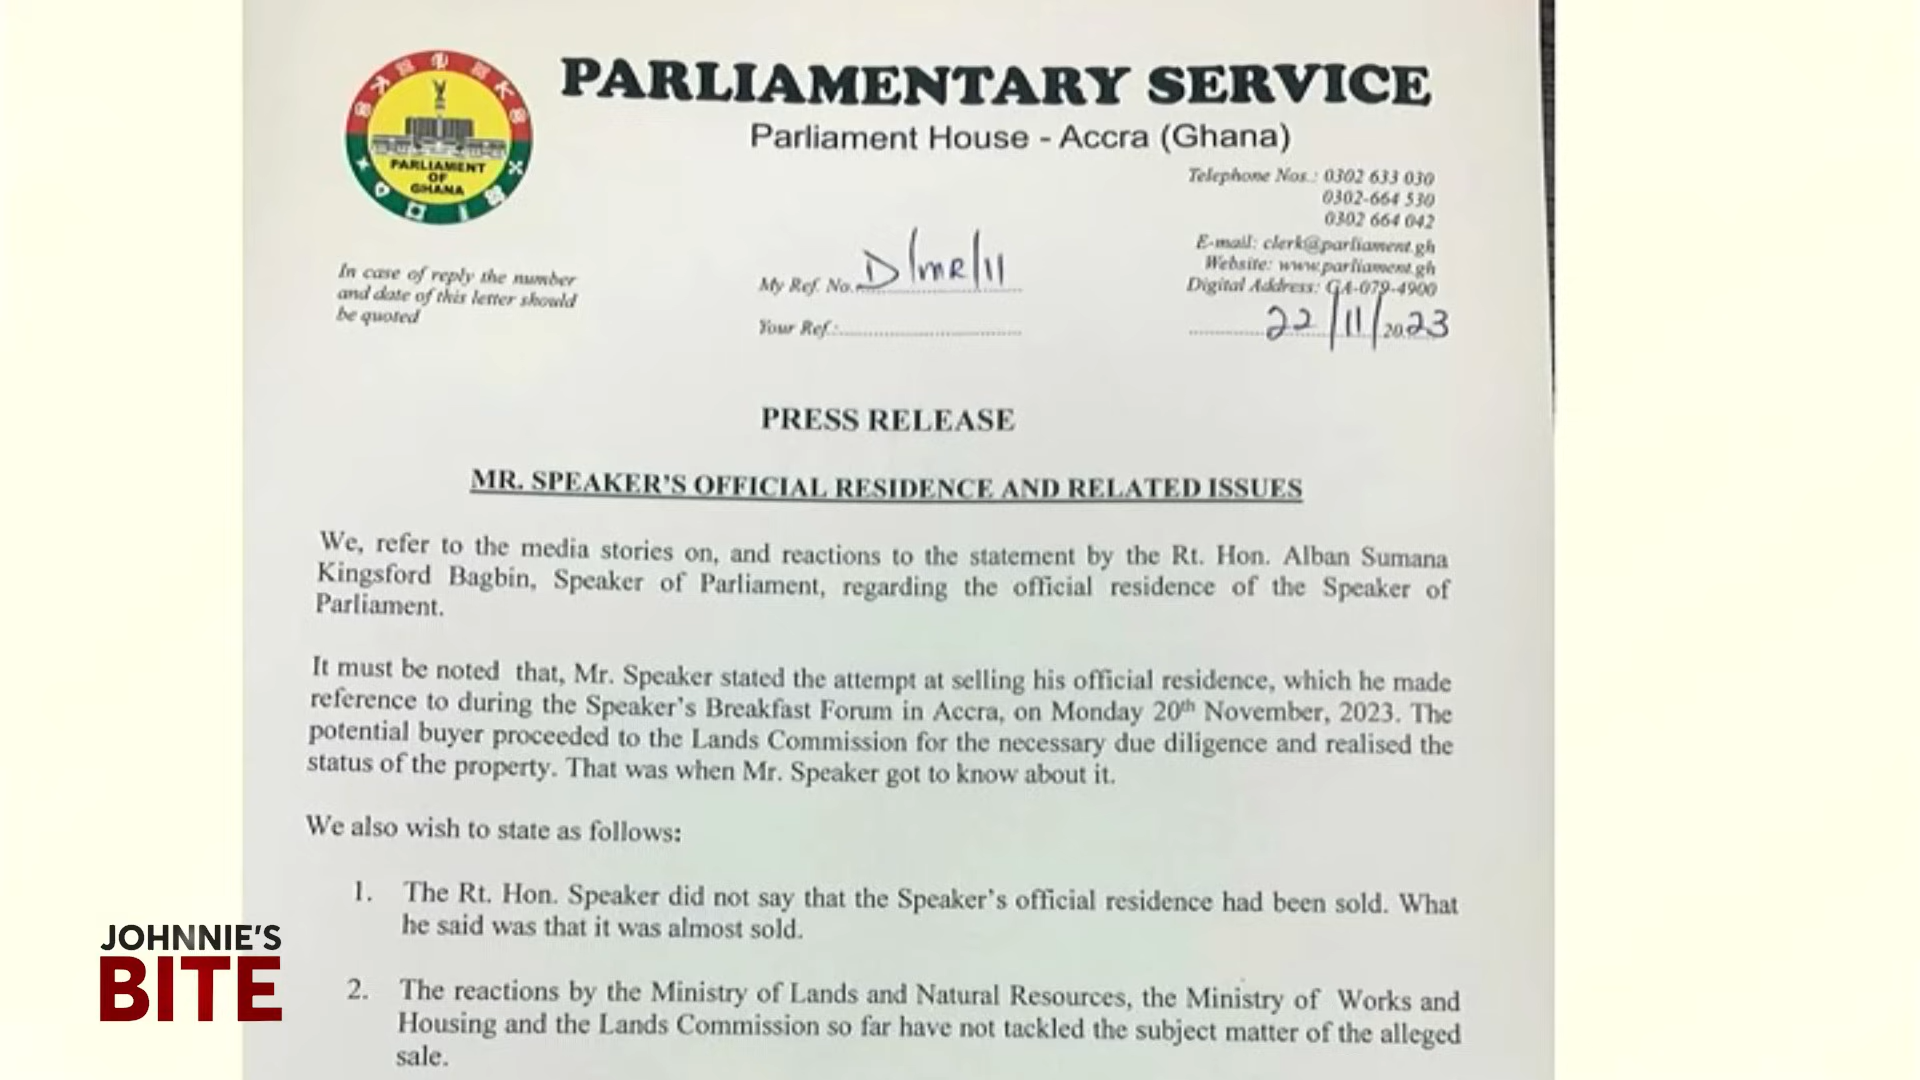 PARLIAMENTARY SERVICE
Parliament House - Accra (Ghana)
PARLIAMENT
OF
GHANA
Telephone Nos.: 0302 633 030
0302-664 530
0302 664 042
E-mail: clerk@parliament.gh
Website: www.parliament.gh
Digital Address: GA-079-4900
In case of reply the number
and date of this letter should
be quoted
My Ref. No. D/MR/11
Your Ref.:
22/11/2023
PRESS RELEASE
MR. SPEAKER'S OFFICIAL RESIDENCE AND RELATED ISSUES
We, refer to the media stories on, and reactions to the statement by the Rt. Hon. Alban Sumana
Kingsford Bagbin, Speaker of Parliament, regarding the official residence of the Speaker of
Parliament.
It must be noted that, Mr. Speaker stated the attempt at selling his official residence, which he made
reference to during the Speaker's Breakfast Forum in Accra, on Monday 20th November, 2023. The
potential buyer proceeded to the Lands Commission for the necessary due diligence and realised the
status of the property. That was when Mr. Speaker got to know about it.
We also wish to state as follows:
1. The Rt. Hon. Speaker did not say that the Speaker's official residence had been sold. What
he said was that it was almost sold.
2. The reactions by the Ministry of Lands and Natural Resources, the Ministry of Works and
Housing and the Lands Commission so far have not tackled the subject matter of the alleged
sale.
JOHNNIE'S
BITE